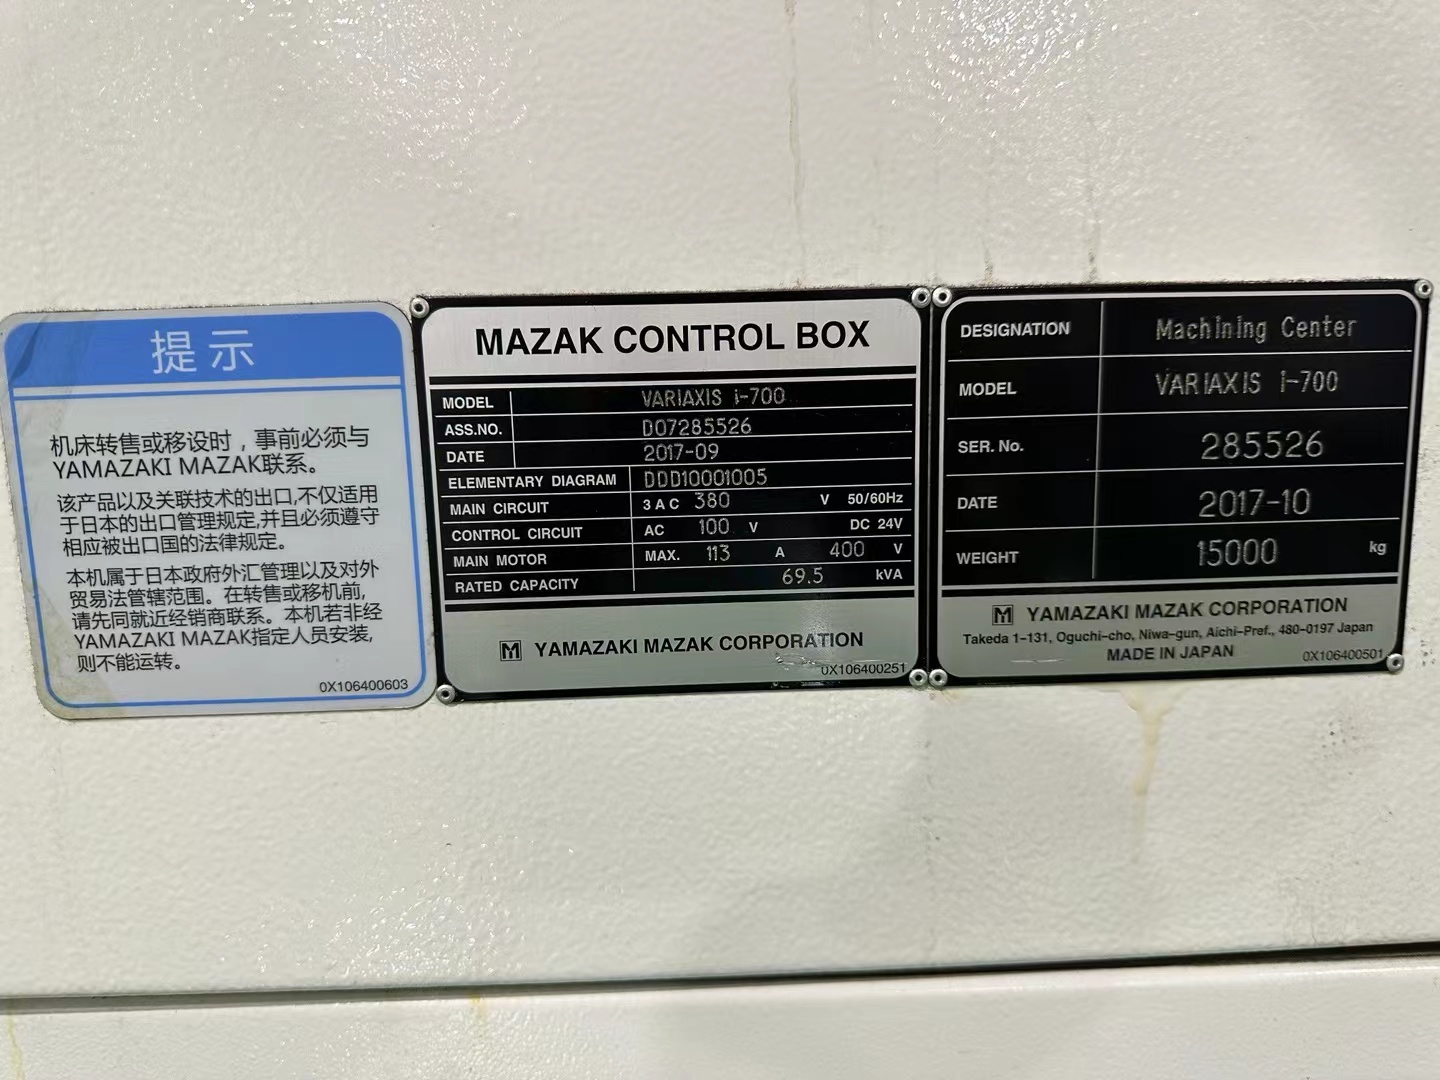 提示
机床转售或移设时，事前必须与
YAMAZAKI MAZAK联系。
该产品以及关联技术的出口,不仅适用
于日本的出口管理规定,并且必须遵守
相应被出口国的法律规定。
本机属于日本政府外汇管理以及对外
贸易法管辖范围。在转售或移机前,
请先同就近经销商联系。本机若非经
YAMAZAKI MAZAK指定人员安装,
则不能运转。
0X106400603
MAZAK CONTROL BOX
MODEL VARIAXIS i-700
ASS.NO. D07285526
DATE 2017-09
ELEMENTARY DIAGRAM DDD10001005
MAIN CIRCUIT 3 A C 380 V 50/60Hz
CONTROL CIRCUIT AC 100 V DC 24V
MAIN MOTOR MAX. 113 A 400 V
RATED CAPACITY 69.5 kVA
M YAMAZAKI MAZAK CORPORATION
0X106400251
DESIGNATION Machining Center
MODEL VARIAXIS i-700
SER. No. 285526
DATE 2017-10
WEIGHT 15000 kg
M YAMAZAKI MAZAK CORPORATION
Takeda 1-131, Oguchi-cho, Niwa-gun, Aichi-Pref., 480-0197 Japan
MADE IN JAPAN
0X106400501